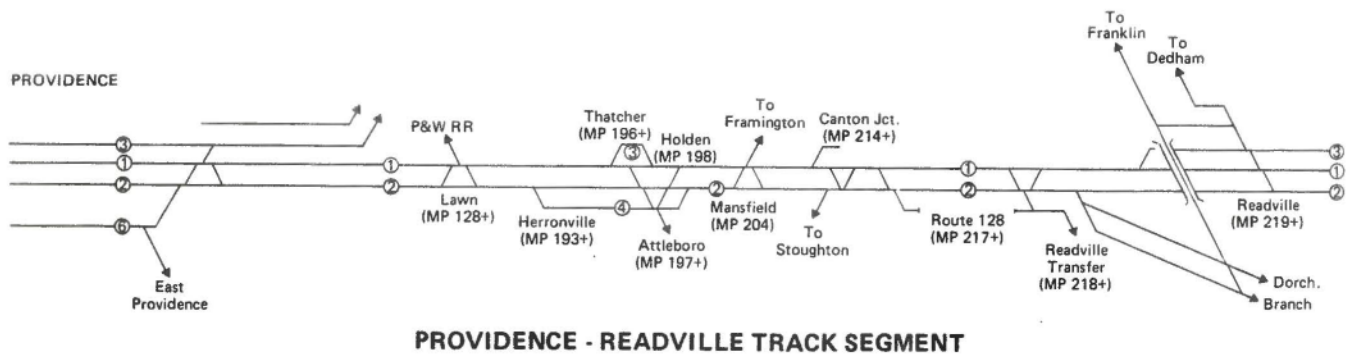 PROVIDENCE
3
1
2
6
East
Providence
1
2
P&W RR
Lawn
(MP 128+)
Herronville
(MP 193+)
4
Thatcher
(MP 196+)
3
Holden
(MP 198)
Attleboro
(MP 197+)
2
Mansfield
(MP 204)
To
Framington
To
Stoughton
Canton Jct.
(MP 214+)
1
2
Route 128
(MP 217+)
Readville
Transfer
(MP 218+)
To
Franklin
To
Dedham
3
1
2
Readville
(MP 219+)
Dorch.
Branch
PROVIDENCE - READVILLE TRACK SEGMENT